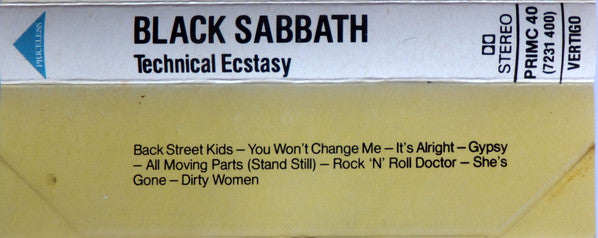 PRICELESS
BLACK SABBATH
Technical Ecstasy
STEREO
PRIMC 40
(7231 400)
VERTIGO
Back Street Kids – You Won't Change Me – It's Alright – Gypsy
– All Moving Parts (Stand Still) – Rock 'N' Roll Doctor – She's
Gone – Dirty Women